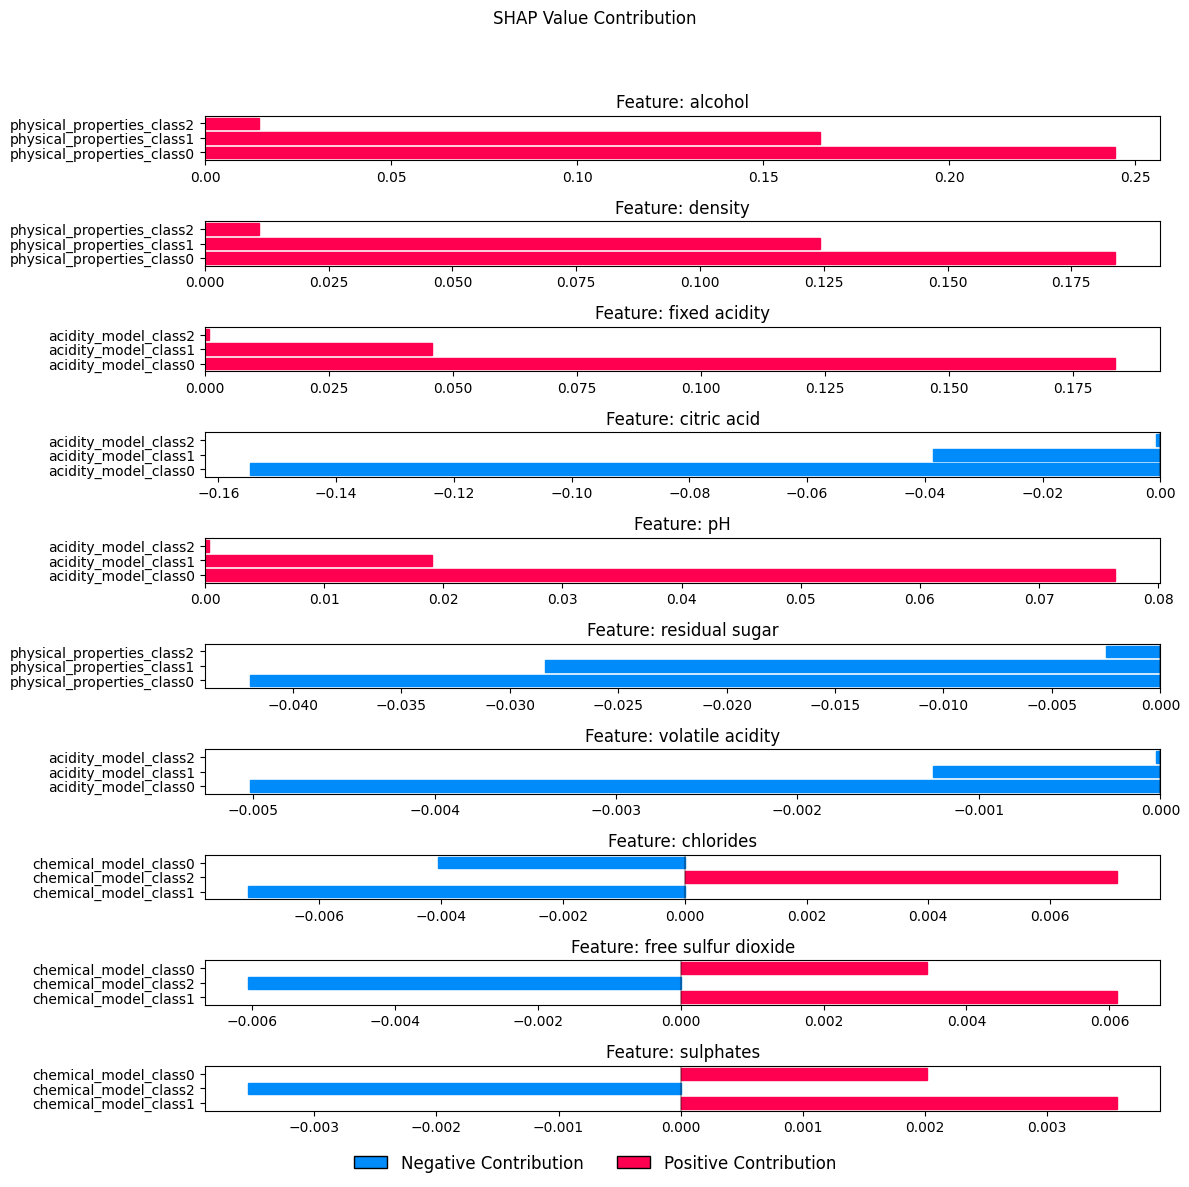 SHAP Value Contribution
Feature: alcohol
physical_properties_class2
physical_properties_class1
physical_properties_class0
0.00 0.05 0.10 0.15 0.20 0.25
Feature: density
physical_properties_class2
physical_properties_class1
physical_properties_class0
0.000 0.025 0.050 0.075 0.100 0.125 0.150 0.175
Feature: fixed acidity
acidity_model_class2
acidity_model_class1
acidity_model_class0
0.000 0.025 0.050 0.075 0.100 0.125 0.150 0.175
Feature: citric acid
acidity_model_class2
acidity_model_class1
acidity_model_class0
−0.16 −0.14 −0.12 −0.10 −0.08 −0.06 −0.04 −0.02 0.00
Feature: pH
acidity_model_class2
acidity_model_class1
acidity_model_class0
0.00 0.01 0.02 0.03 0.04 0.05 0.06 0.07 0.08
Feature: residual sugar
physical_properties_class2
physical_properties_class1
physical_properties_class0
−0.040 −0.035 −0.030 −0.025 −0.020 −0.015 −0.010 −0.005 0.000
Feature: volatile acidity
acidity_model_class2
acidity_model_class1
acidity_model_class0
−0.005 −0.004 −0.003 −0.002 −0.001 0.000
Feature: chlorides
chemical_model_class0
chemical_model_class2
chemical_model_class1
−0.006 −0.004 −0.002 0.000 0.002 0.004 0.006
Feature: free sulfur dioxide
chemical_model_class0
chemical_model_class2
chemical_model_class1
−0.006 −0.004 −0.002 0.000 0.002 0.004 0.006
Feature: sulphates
chemical_model_class0
chemical_model_class2
chemical_model_class1
−0.003 −0.002 −0.001 0.000 0.001 0.002 0.003
Negative Contribution Positive Contribution